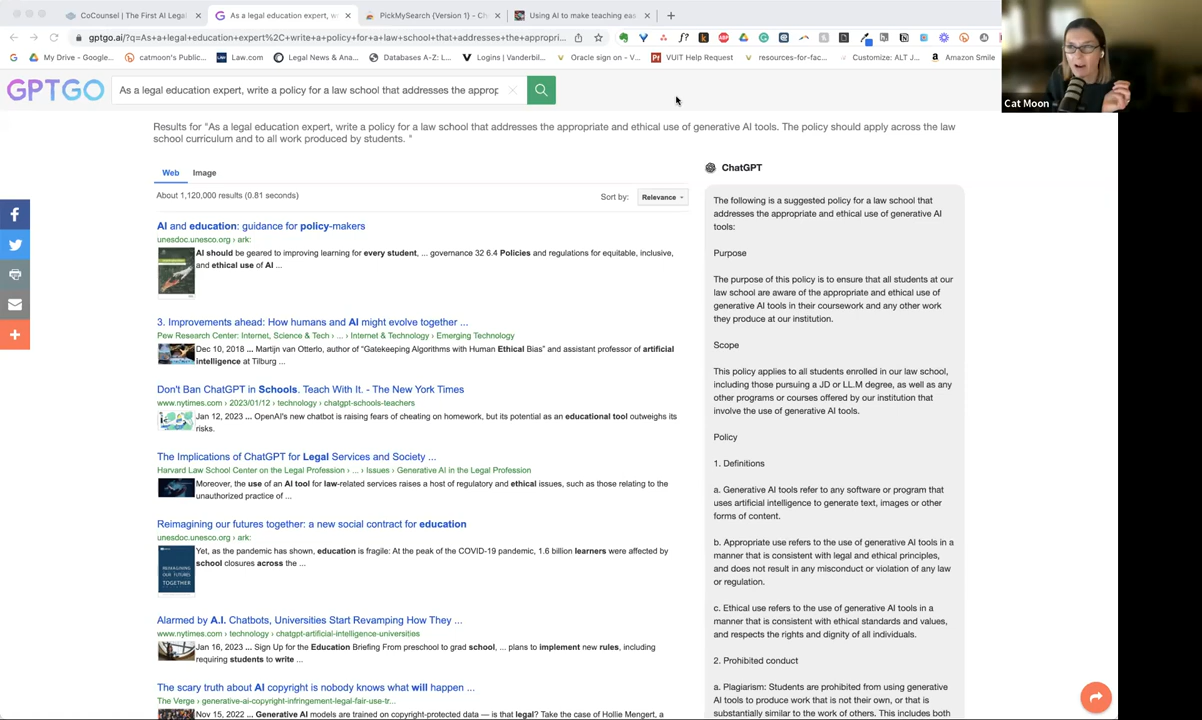 CoCounsel | The First AI Legal
As a legal education expert, w
PickMySearch {Version 1} - Ch
Using AI to make teaching eas
gptgo.ai/?q=As+a+legal+education+expert%2C+write+a+policy+for+a+law+school+that+addresses+the+appropri...
My Drive - Google...
catmoon's Public...
Law.com
Legal News & Ana...
Databases A-Z: L...
Logins | Vanderbil...
Oracle sign on - V...
VUIT Help Request
resources-for-fac...
Customize: ALT J...
Amazon Smile
Cat Moon
GPTGO
As a legal education expert, write a policy for a law school that addresses the approp
Results for "As a legal education expert, write a policy for a law school that addresses the appropriate and ethical use of generative AI tools. The policy should apply across the law
school curriculum and to all work produced by students. "
Web
Image
About 1,120,000 results (0.81 seconds)
Sort by:
Relevance
AI and education: guidance for policy-makers
unesdoc.unesco.org › ark:
AI should be geared to improving learning for every student, ... governance 32 6.4 Policies and regulations for equitable, inclusive,
and ethical use of AI ...
3. Improvements ahead: How humans and AI might evolve together ...
Pew Research Center: Internet, Science & Tech › ... › Internet & Technology › Emerging Technology
Dec 10, 2018 ... Martijn van Otterlo, author of "Gatekeeping Algorithms with Human Ethical Bias" and assistant professor of artificial
intelligence at Tilburg ...
Don't Ban ChatGPT in Schools. Teach With It. - The New York Times
www.nytimes.com › 2023/01/12 › technology › chatgpt-schools-teachers
Jan 12, 2023 ... OpenAI's new chatbot is raising fears of cheating on homework, but its potential as an educational tool outweighs its
risks.
The Implications of ChatGPT for Legal Services and Society ...
Harvard Law School Center on the Legal Profession › ... › Issues › Generative AI in the Legal Profession
Moreover, the use of an AI tool for law-related services raises a host of regulatory and ethical issues, such as those relating to the
unauthorized practice of ...
Reimagining our futures together: a new social contract for education
unesdoc.unesco.org › ark:
Yet, as the pandemic has shown, education is fragile: At the peak of the COVID-19 pandemic, 1.6 billion learners were affected by
school closures across the ...
REIMAGINING
OUR FUTURES
TOGETHER
Alarmed by A.I. Chatbots, Universities Start Revamping How They ...
www.nytimes.com › technology › chatgpt-artificial-intelligence-universities
Jan 16, 2023 ... Sign Up for the Education Briefing From preschool to grad school, ... plans to implement new rules, including
requiring students to write ...
The scary truth about AI copyright is nobody knows what will happen ...
The Verge › generative-ai-copyright-infringement-legal-fair-use-tr...
Nov 15, 2022 ... Generative AI models are trained on copyright-protected data — is that legal? Take the case of Hollie Mengert, a
ChatGPT
The following is a suggested policy for a law school that
addresses the appropriate and ethical use of generative AI
tools:
Purpose
The purpose of this policy is to ensure that all students at our
law school are aware of the appropriate and ethical use of
generative AI tools in their coursework and any other work
they produce at our institution.
Scope
This policy applies to all students enrolled in our law school,
including those pursuing a JD or LL.M degree, as well as any
other programs or courses offered by our institution that
involve the use of generative AI tools.
Policy
1. Definitions
a. Generative AI tools refer to any software or program that
uses artificial intelligence to generate text, images or other
forms of content.
b. Appropriate use refers to the use of generative AI tools in a
manner that is consistent with legal and ethical principles,
and does not result in any misconduct or violation of any law
or regulation.
c. Ethical use refers to the use of generative AI tools in a
manner that is consistent with ethical standards and values,
and respects the rights and dignity of all individuals.
2. Prohibited conduct
a. Plagiarism: Students are prohibited from using generative
AI tools to produce work that is not their own, or that is
substantially similar to the work of others. This includes both